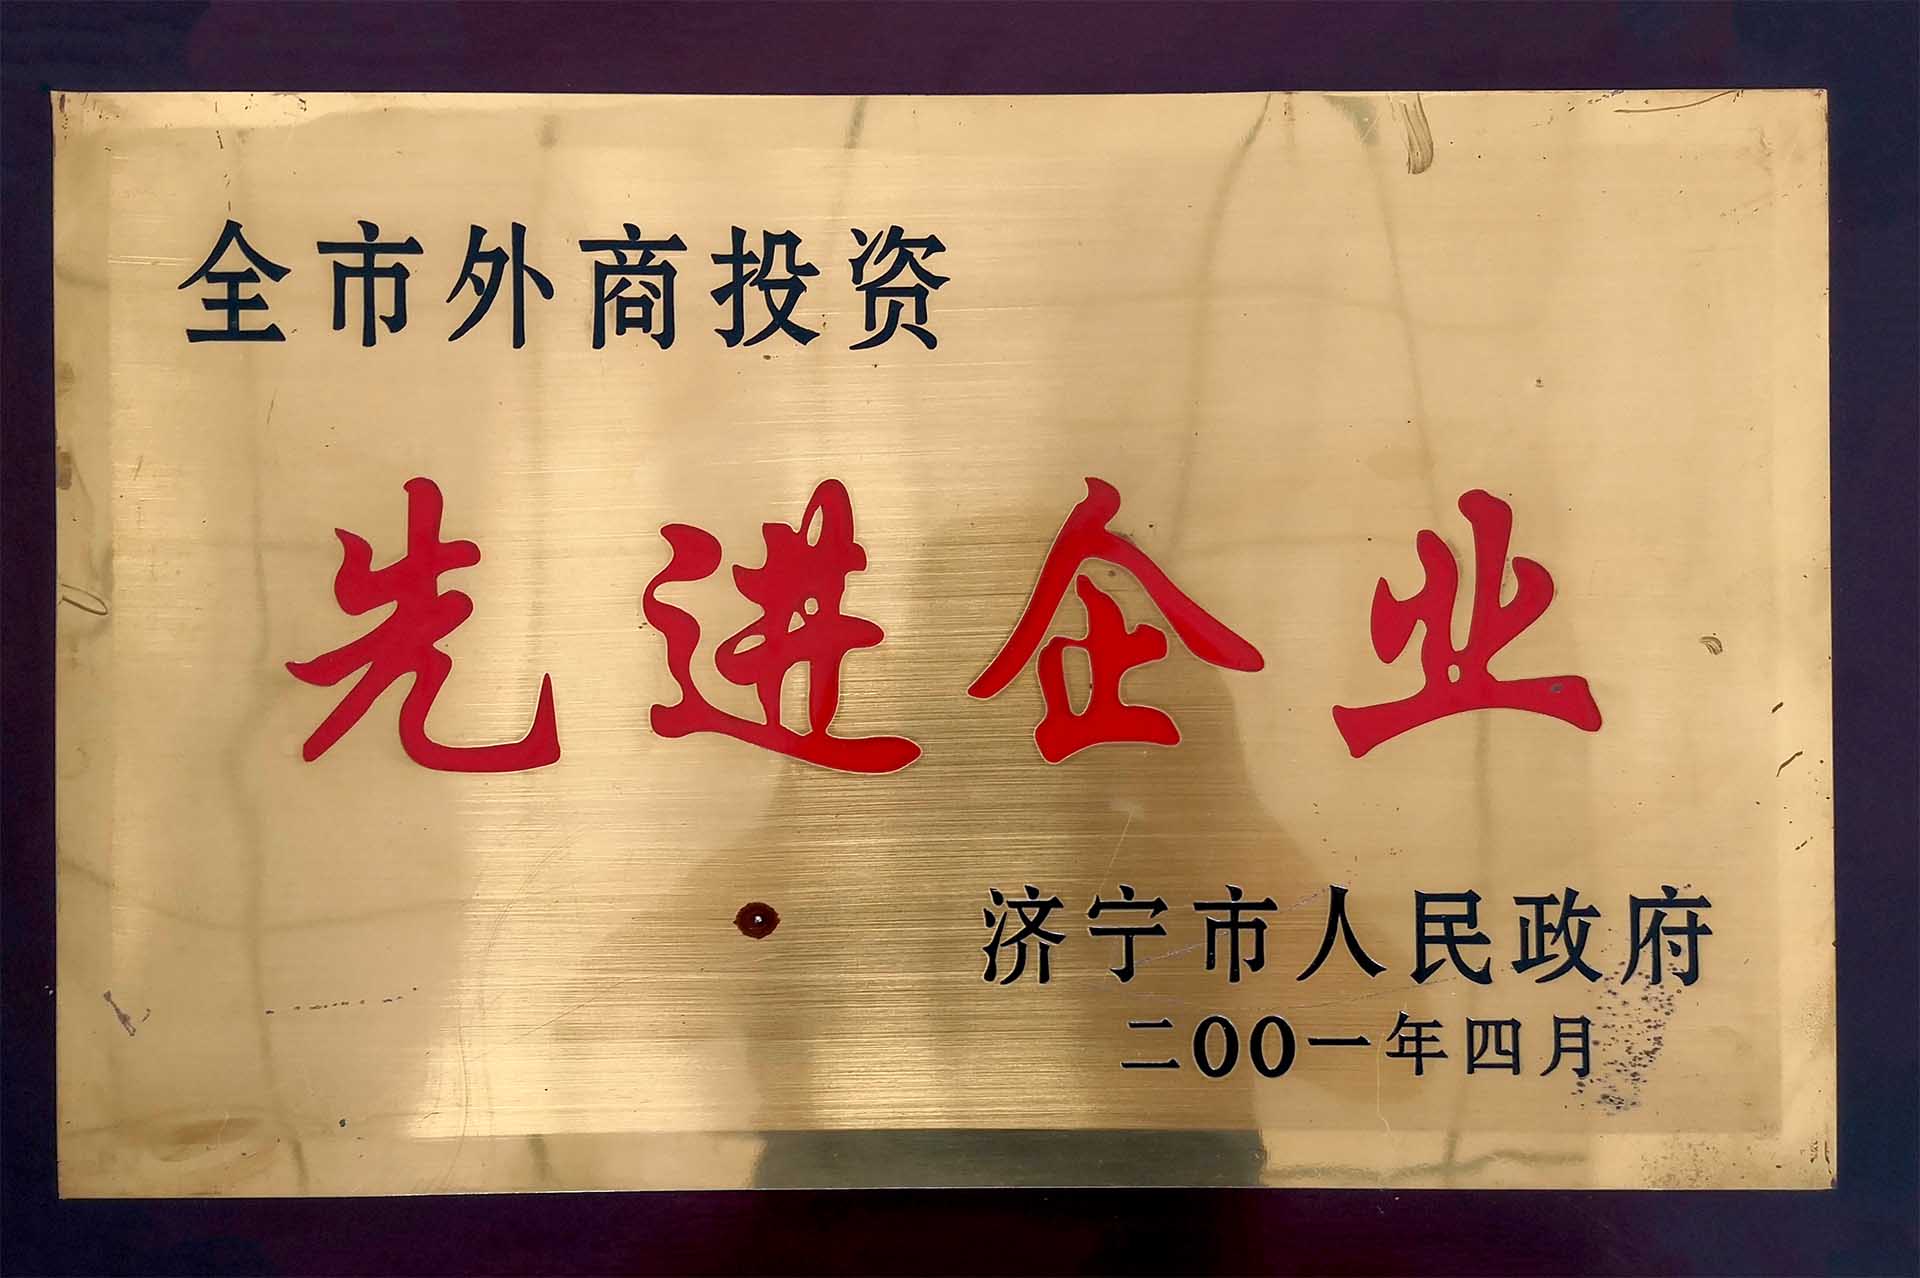 全市外商投资
先进企业
济宁市人民政府
二00一年四月